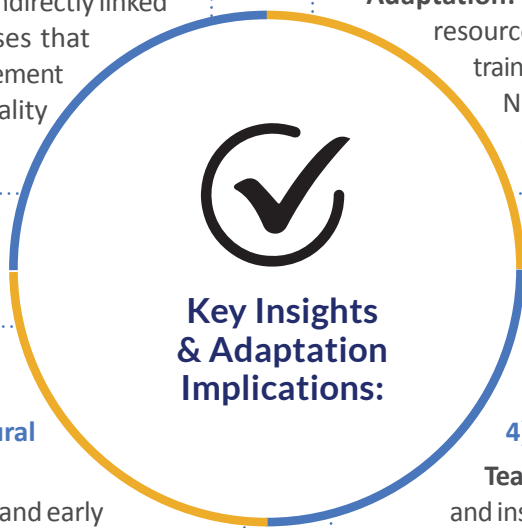 ndirectly linked
ses that
ement
ality
Adaptation:
resource
train
N
Key Insights
& Adaptation
Implications:
ural
and early
4
Tea
and ins